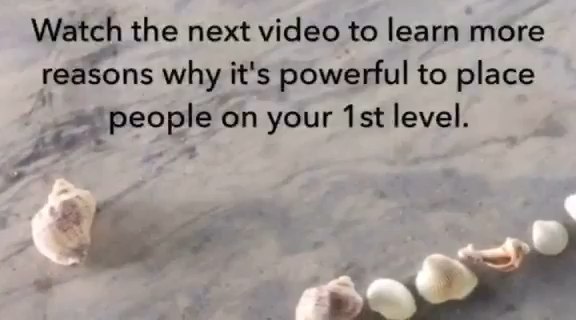 Watch the next video to learn more
reasons why it's powerful to place
people on your 1st level.